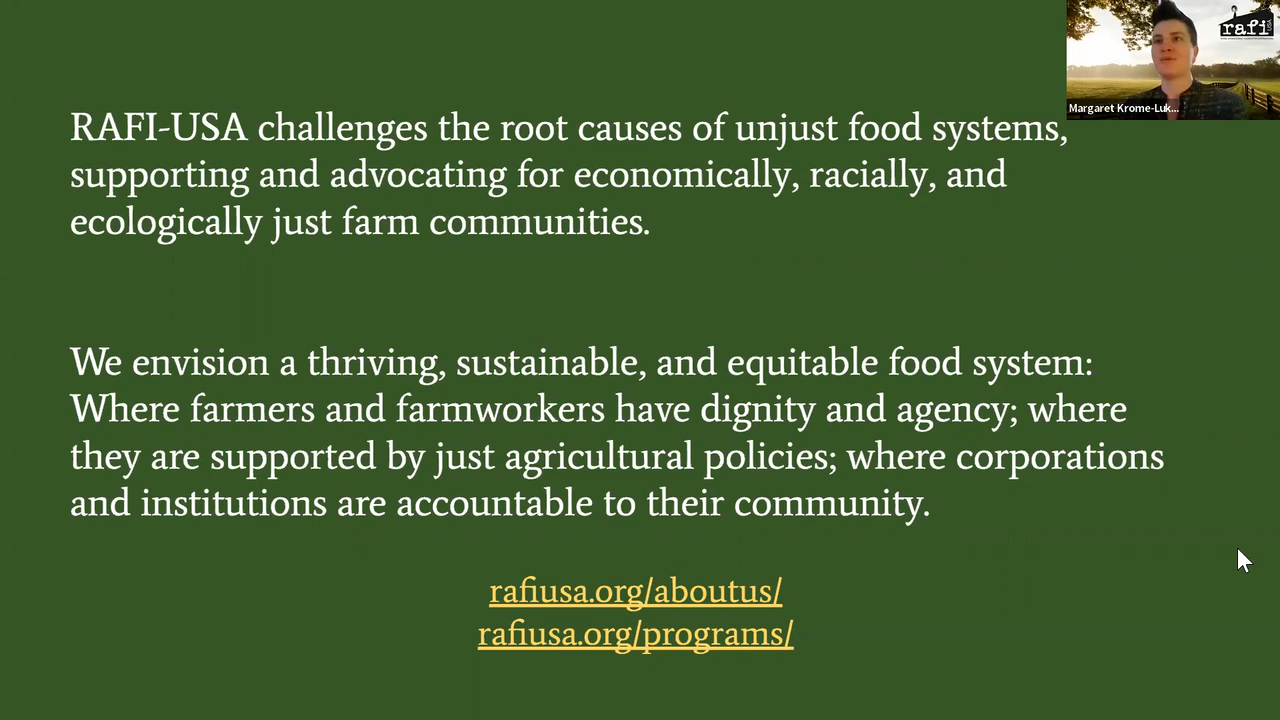 rafi
USA
Margaret Krome-Luk...
RAFI-USA challenges the root causes of unjust food systems,
supporting and advocating for economically, racially, and
ecologically just farm communities.
We envision a thriving, sustainable, and equitable food system:
Where farmers and farmworkers have dignity and agency; where
they are supported by just agricultural policies; where corporations
and institutions are accountable to their community.
rafiusa.org/aboutus/
rafiusa.org/programs/